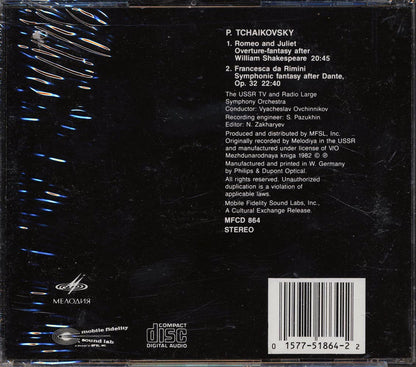 P. TCHAIKOVSKY
1. Romeo and Juliet
Overture-fantasy after
William Shakespeare 20:45
2. Francesca da Rimini
Symphonic fantasy after Dante,
Op. 32 22:40
The USSR TV and Radio Large
Symphony Orchestra
Conductor: Vyacheslav Ovchinnikov
Recording engineer: S. Pazukhin
Editor: N. Zakharyev
Produced and distributed by MFSL, Inc.
Originally recorded by Melodiya in the USSR
and manufactured under license of V/O
Mezhdunarodnaya kniga 1982 © ℗
Manufactured and printed in W. Germany
by Philips & Dupont Optical.
All rights reserved. Unauthorized
duplication is a violation of
applicable laws.
Mobile Fidelity Sound Labs, Inc.,
A Cultural Exchange Release.
MFCD 864
STEREO
МЕЛОДИЯ
mobile fidelity
sound lab
COMPACT
disc
DIGITAL AUDIO
0 1577-51864-2 2